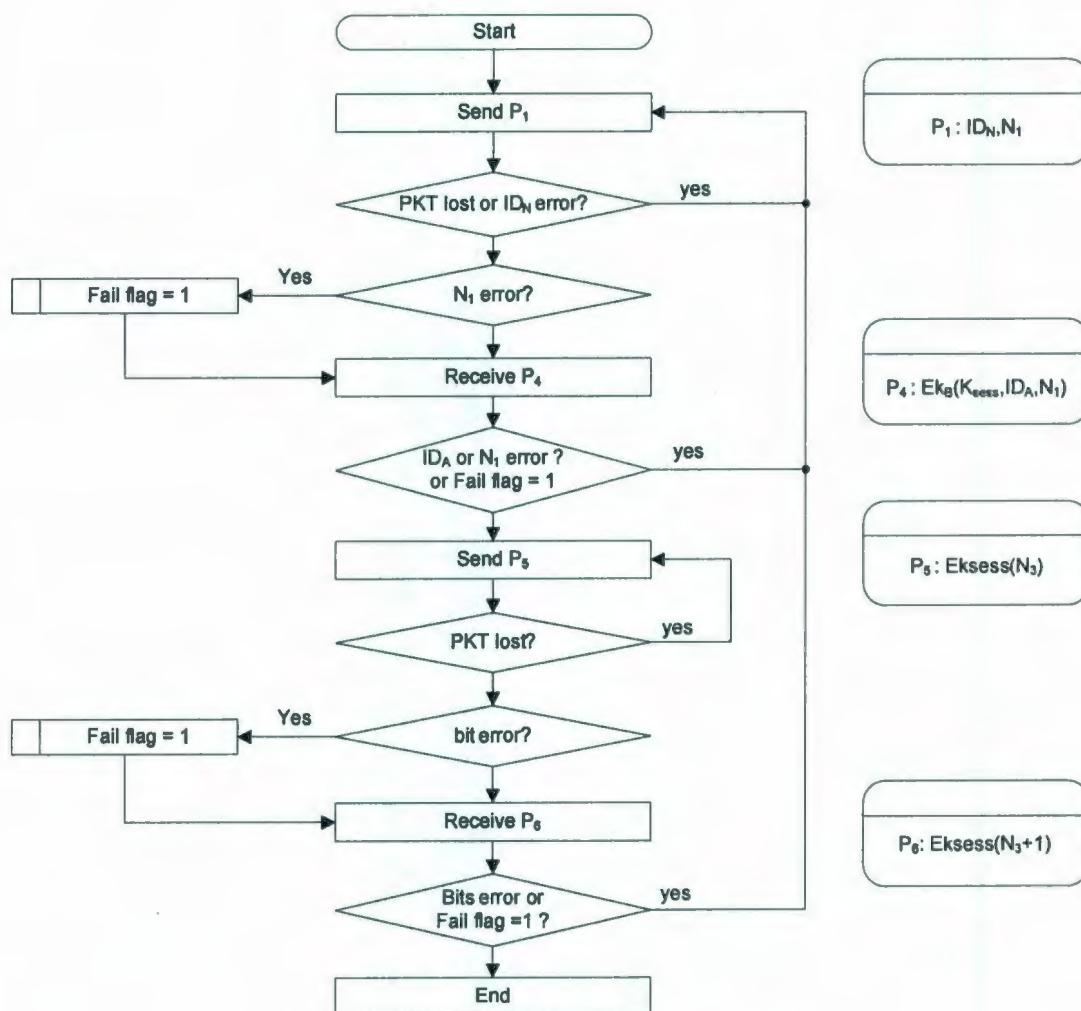 Start
Send P₁
P₁ : IDN,N₁
PKT lost or IDN error?
yes
N₁ error?
Yes
Fail flag = 1
Receive P₄
P₄ : EkB(Ksess,IDA,N₁)
IDA or N₁ error ?
or Fail flag = 1
yes
Send P₅
P₅ : Eksess(N₃)
PKT lost?
yes
bit error?
Yes
Fail flag = 1
Receive P₆
P₆: Eksess(N₃+1)
Bits error or
Fail flag =1 ?
yes
End